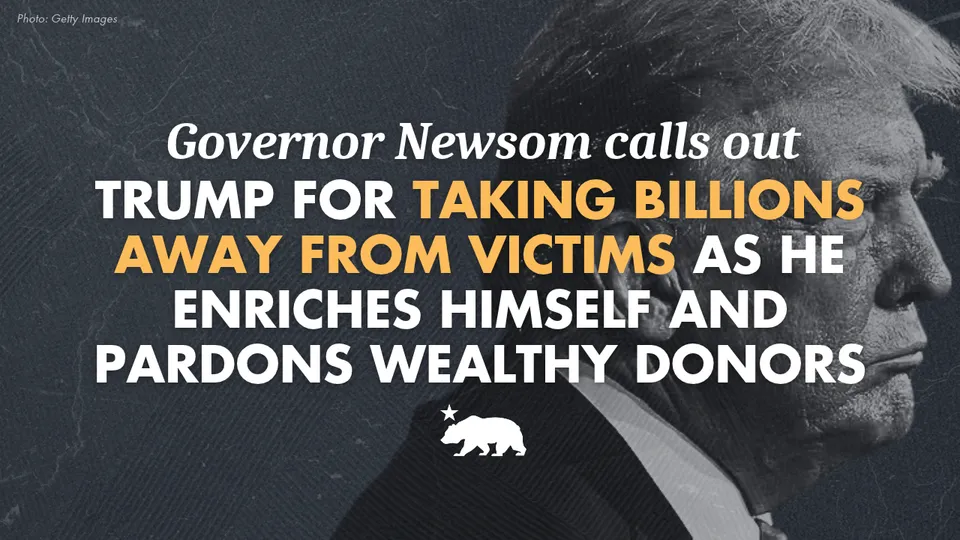 Photo: Getty Images
Governor Newsom calls out
TRUMP FOR TAKING BILLIONS
AWAY FROM VICTIMS AS HE
ENRICHES HIMSELF AND
PARDONS WEALTHY DONORS